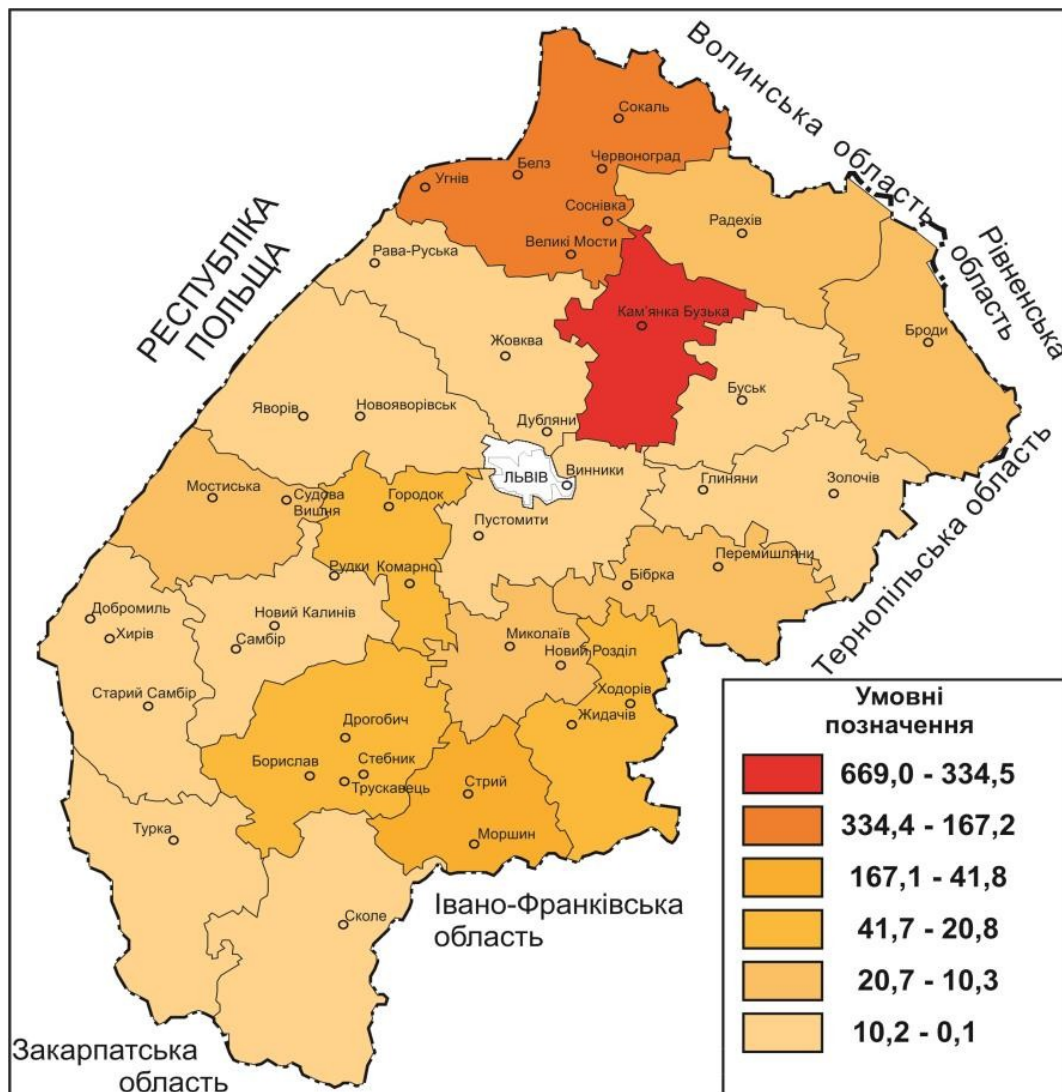 Волинська область
Сокаль
Червоноград
Белз
Угнів
Соснівка
Великі Мости
Радехів
РЕСПУБЛІКА
ПОЛЬЩА
Рівненська
область
Рава-Руська
Кам'янка Бузька
Броди
Жовква
Буськ
Яворів
Новояворівськ
Дубляни
ЛЬВІВ
Винники
Глиняни
Золочів
Мостиська
Судова
Вишня
Городок
Пустомити
Тернопільська область
Рудки
Комарно
Бібрка
Перемишляни
Добромиль
Хирів
Новий Калинів
Самбір
Миколаїв
Новий Розділ
Старий Самбір
Ходорів
Жидачів
Дрогобич
Борислав
Стебник
Трускавець
Стрий
Моршин
Турка
Сколе
Івано-Франківська
область
Закарпатська
область
Умовні
позначення
669,0 - 334,5
334,4 - 167,2
167,1 - 41,8
41,7 - 20,8
20,7 - 10,3
10,2 - 0,1